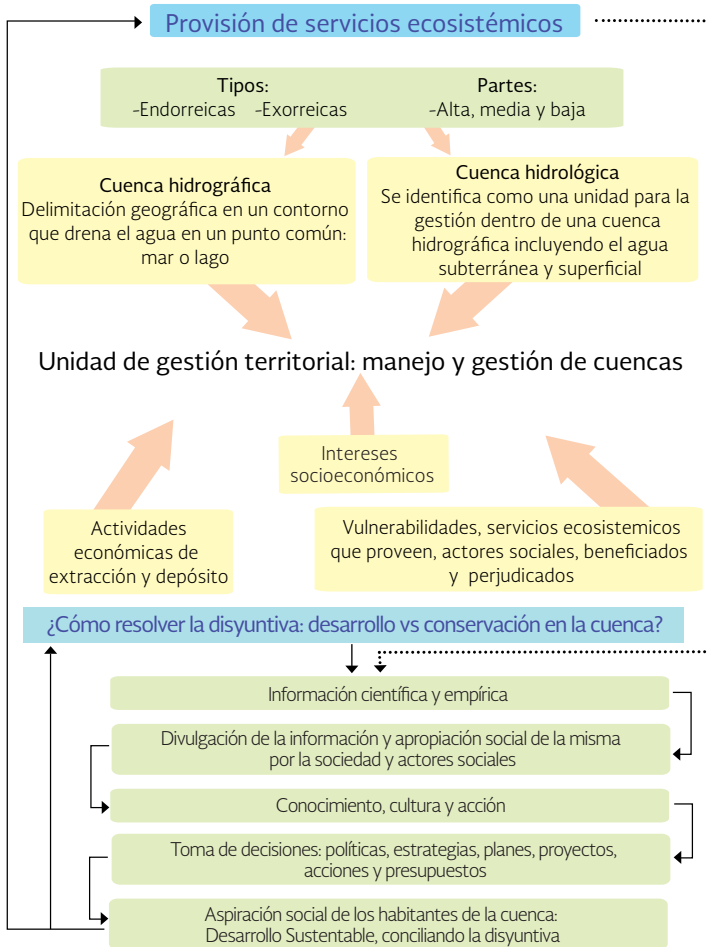 Provisión de servicios ecosistémicos
Tipos:
-Endorreicas -Exorreicas
Partes:
-Alta, media y baja
Cuenca hidrográfica
Delimitación geográfica en un contorno
que drena el agua en un punto común:
mar o lago
Cuenca hidrológica
Se identifica como una unidad para la
gestión dentro de una cuenca
hidrográfica incluyendo el agua
subterránea y superficial
Unidad de gestión territorial: manejo y gestión de cuencas
Intereses
socioeconómicos
Actividades
económicas de
extracción y depósito
Vulnerabilidades, servicios ecosistemicos
que proveen, actores sociales, beneficiados
y perjudicados
¿Cómo resolver la disyuntiva: desarrollo vs conservación en la cuenca?
Información científica y empírica
Divulgación de la información y apropiación social de la misma
por la sociedad y actores sociales
Conocimiento, cultura y acción
Toma de decisiones: políticas, estrategias, planes, proyectos,
acciones y presupuestos
Aspiración social de los habitantes de la cuenca:
Desarrollo Sustentable, conciliando la disyuntiva